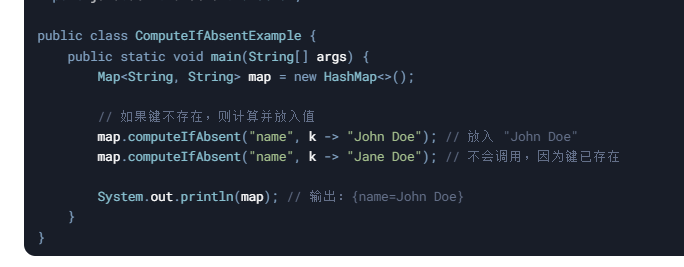 public class ComputeIfAbsentExample {
public static void main(String[] args) {
Map<String, String> map = new HashMap<>();
// 如果键不存在，则计算并放入值
map.computeIfAbsent("name", k -> "John Doe"); // 放入 "John Doe"
map.computeIfAbsent("name", k -> "Jane Doe"); // 不会调用，因为键已存在
System.out.println(map); // 输出：{name=John Doe}
}
}